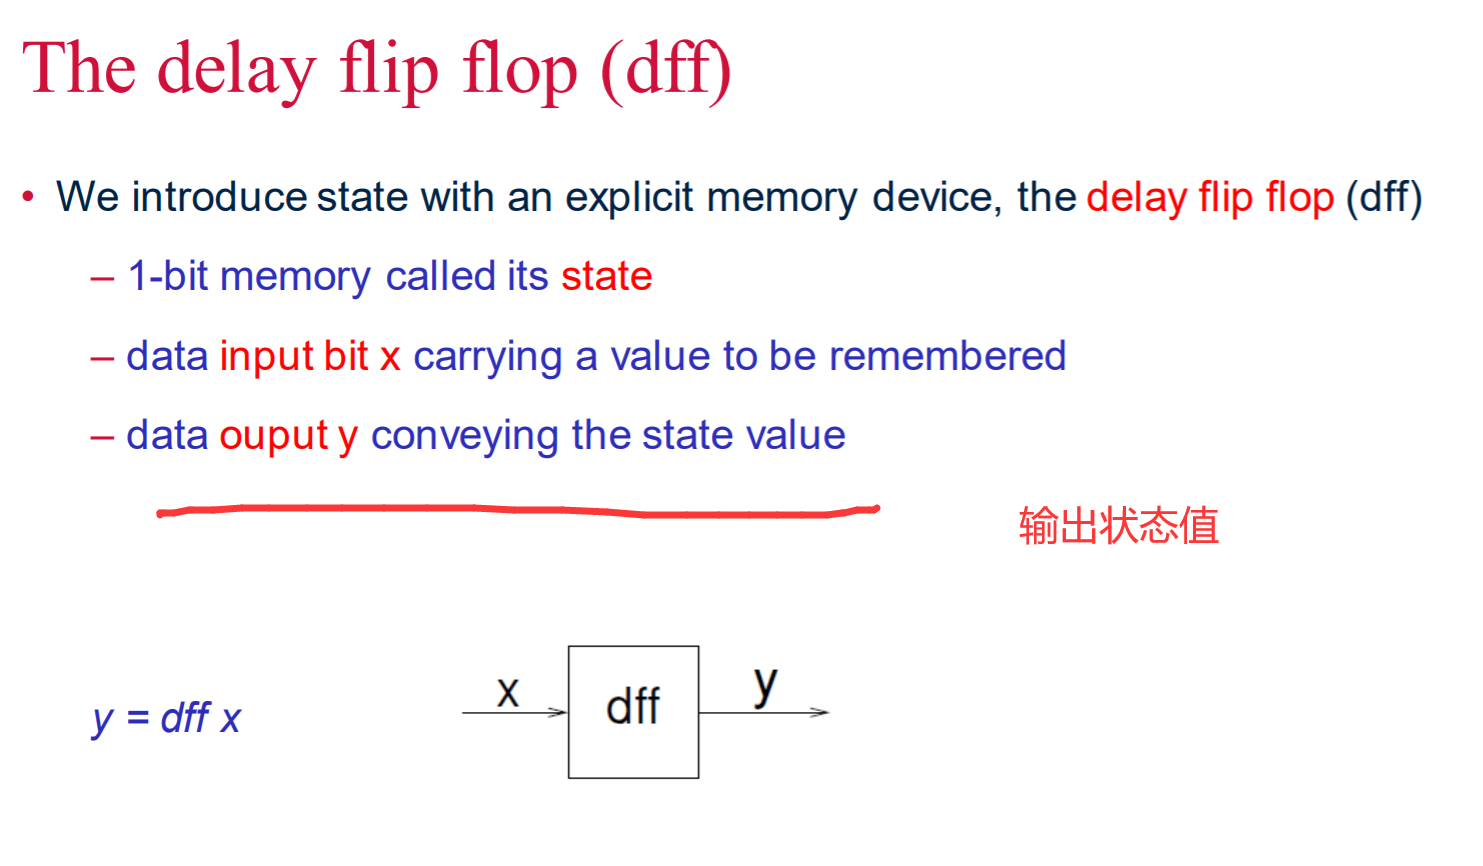 The delay flip flop (dff)
• We introduce state with an explicit memory device, the delay flip flop (dff)
– 1-bit memory called its state
– data input bit x carrying a value to be remembered
– data ouput y conveying the state value
输出状态值
y = dff x
x
dff
y